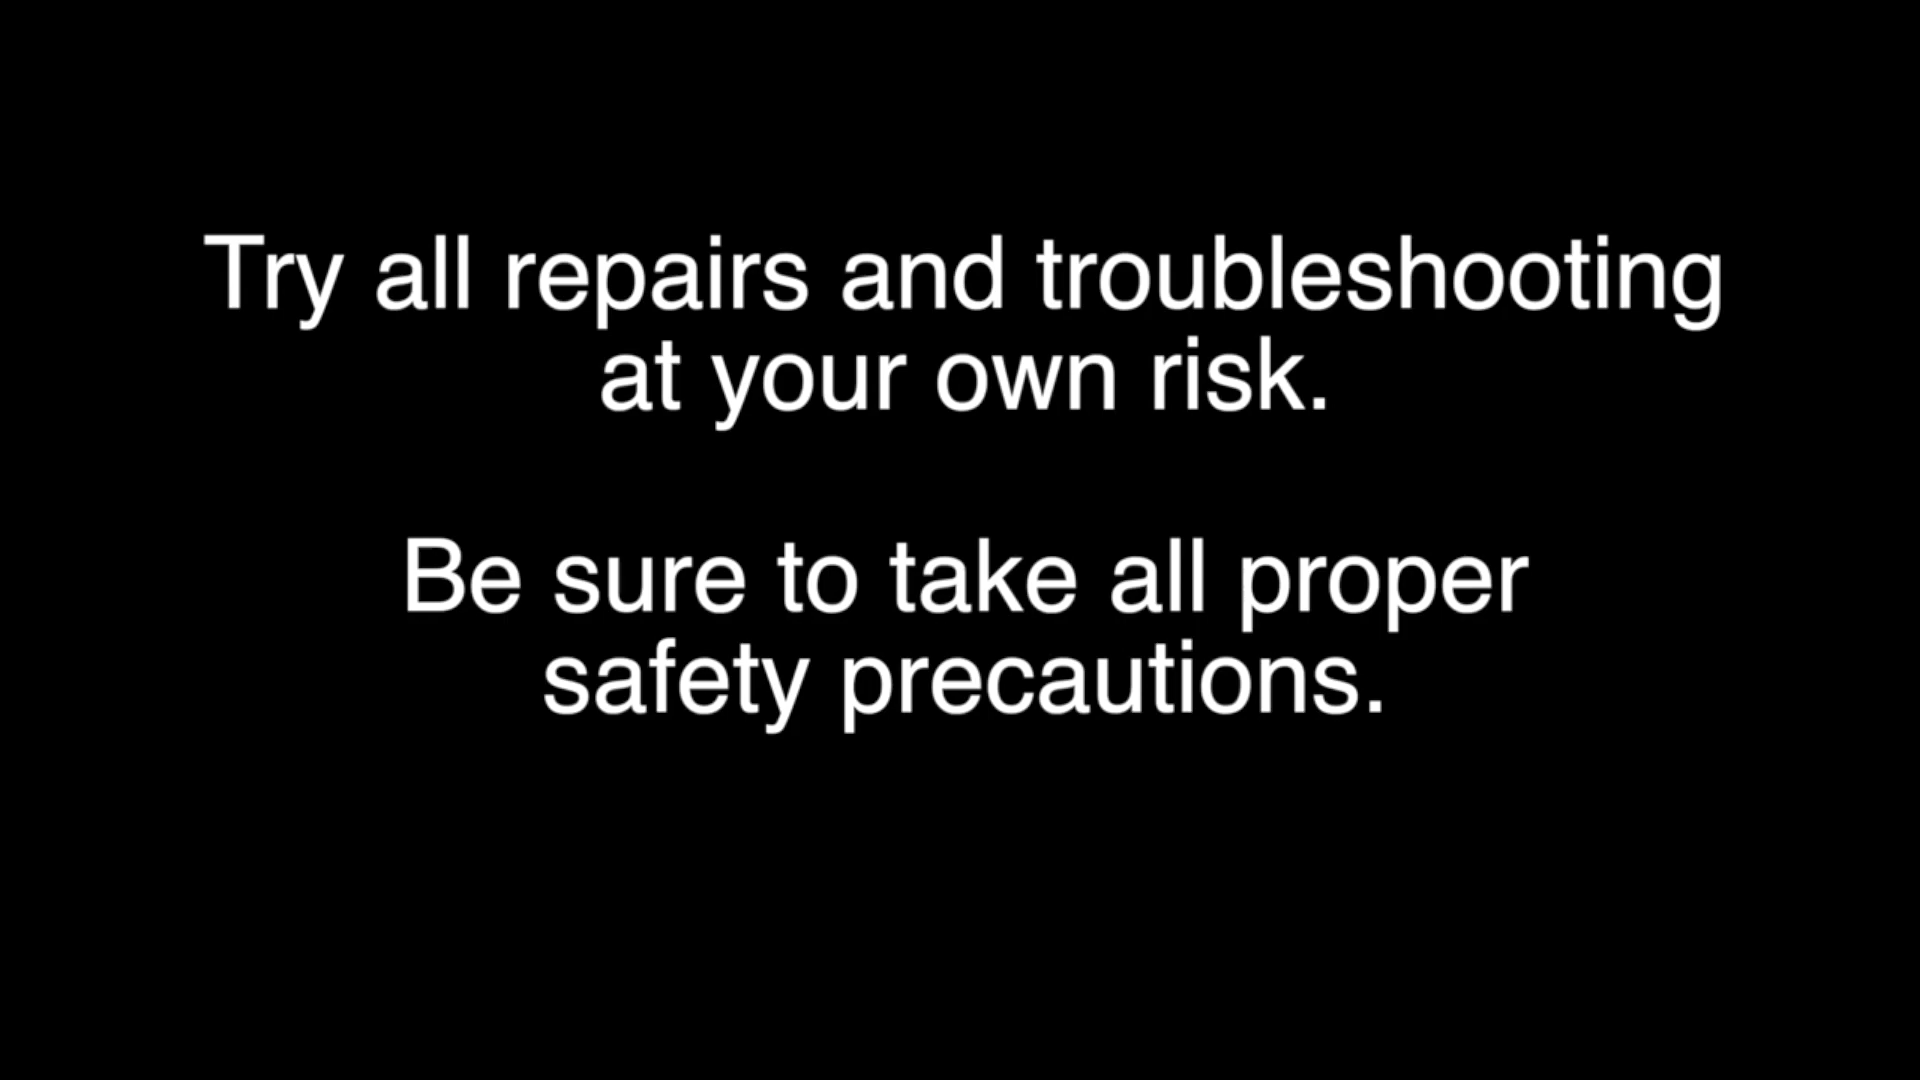 Try all repairs and troubleshooting
at your own risk.
Be sure to take all proper
safety precautions.